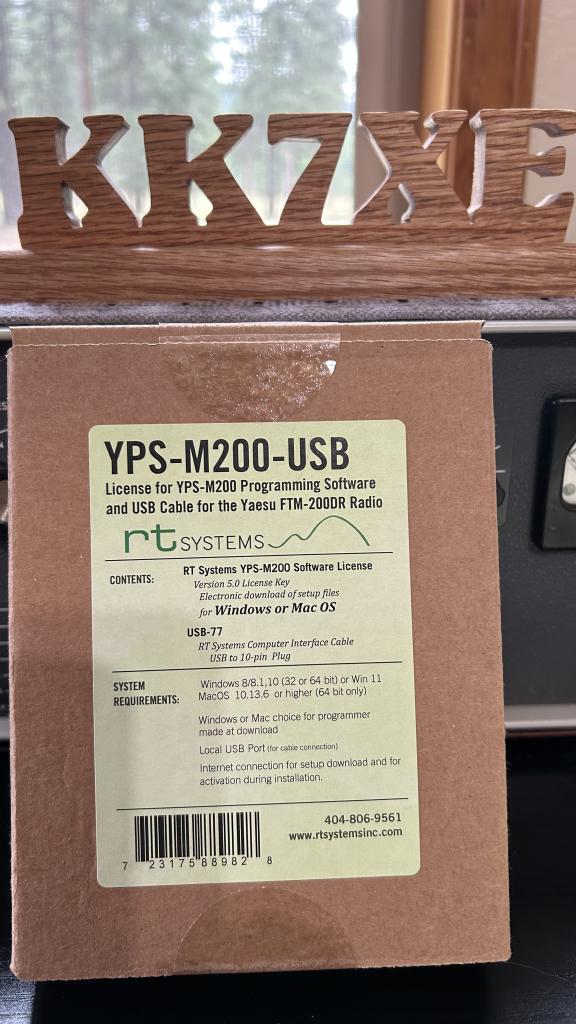 KK7XE
YPS-M200-USB
License for YPS-M200 Programming Software
and USB Cable for the Yaesu FTM-200DR Radio
rt SYSTEMS
CONTENTS:
RT Systems YPS-M200 Software License
Version 5.0 License Key
Electronic download of setup files
for Windows or Mac OS
USB-77
RT Systems Computer Interface Cable
USB to 10-pin Plug
SYSTEM
REQUIREMENTS:
Windows 8/8.1,10 (32 or 64 bit) or Win 11
MacOS 10.13.6 or higher (64 bit only)
Windows or Mac choice for programmer
made at download
Local USB Port (for cable connection)
Internet connection for setup download and for
activation during installation.
7 23175 88982 8
404-806-9561
www.rtsystemsinc.com